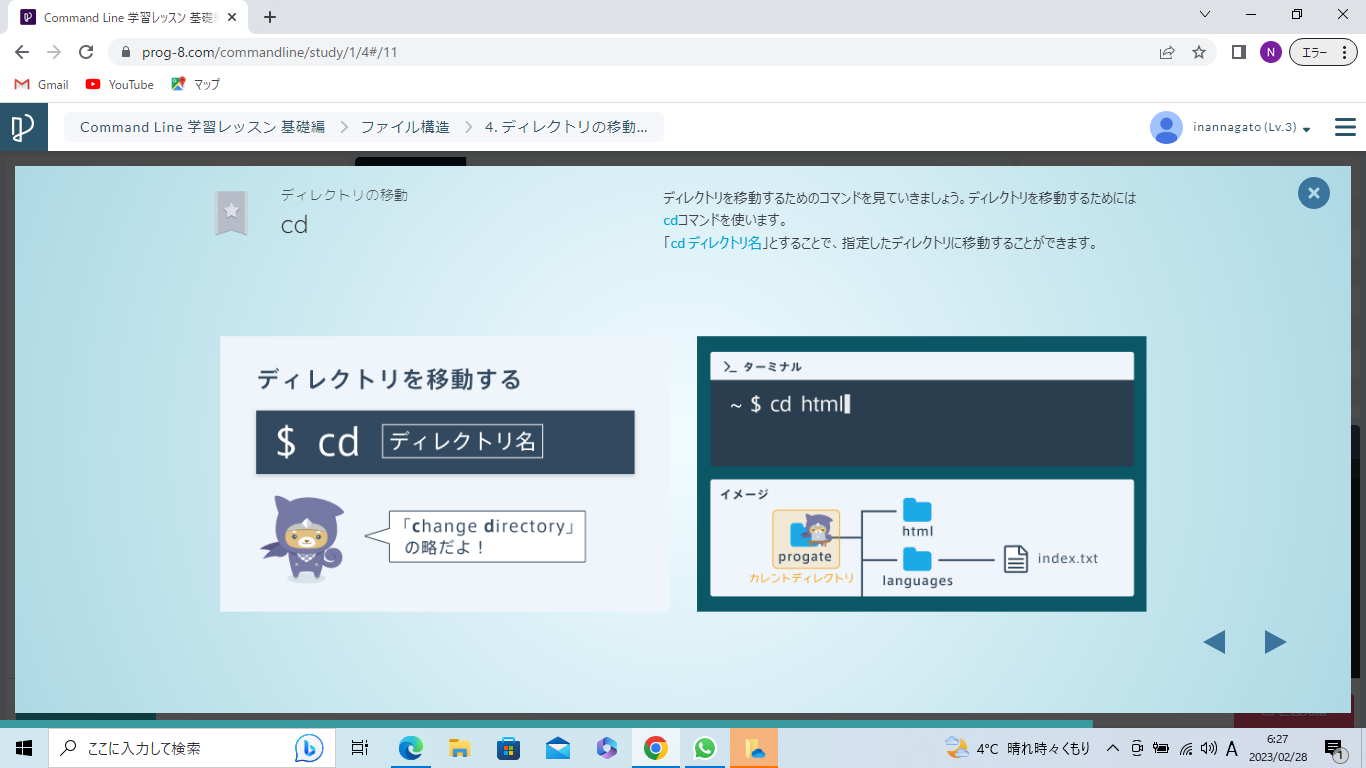 Command Line 学習レッスン 基礎
prog-8.com/commandline/study/1/4#/11
N
エラー
Gmail
YouTube
マップ
Command Line 学習レッスン 基礎編
ファイル構造
4. ディレクトリの移動...
inannagato (Lv.3)
ディレクトリの移動
cd
ディレクトリを移動するためのコマンドを見ていきましょう。ディレクトリを移動するためには
cdコマンドを使います。
「cd ディレクトリ名」とすることで、指定したディレクトリに移動することができます。
ディレクトリを移動する
$ cd ディレクトリ名
「change directory」
の略だよ！
ターミナル
~ $ cd html
イメージ
progate
カレントディレクトリ
html
languages
index.txt
ここに入力して検索
4°C 晴れ時々くもり
A
6:27
2023/02/28
1